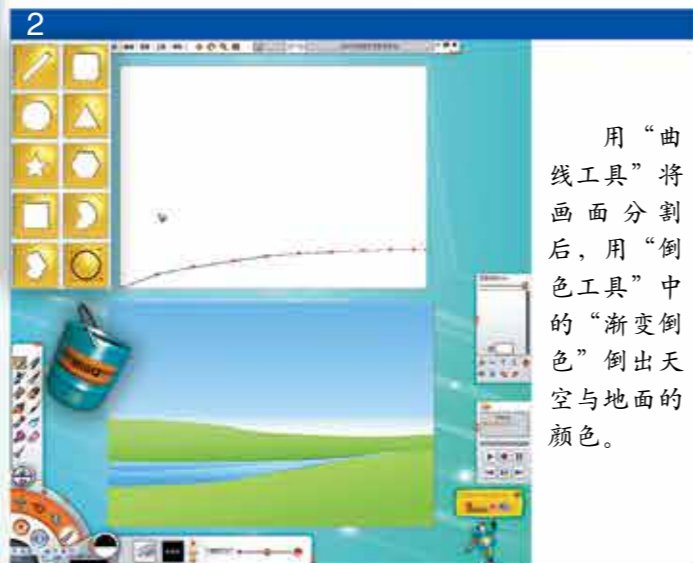 2
用“曲
线工具”将
画面分割
后，用“倒
色工具”中
的“渐变倒
色”倒出天
空与地面的
颜色。